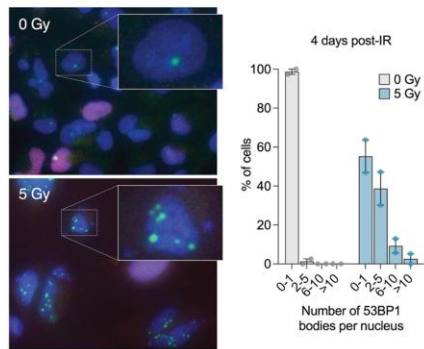 0 Gy
5 Gy
4 days post-IR
0 Gy
5 Gy
% of cells
100
80
60
40
20
0
0-1
2-5
6-10
>10
0-1
2-5
6-10
>10
Number of 53BP1
bodies per nucleus